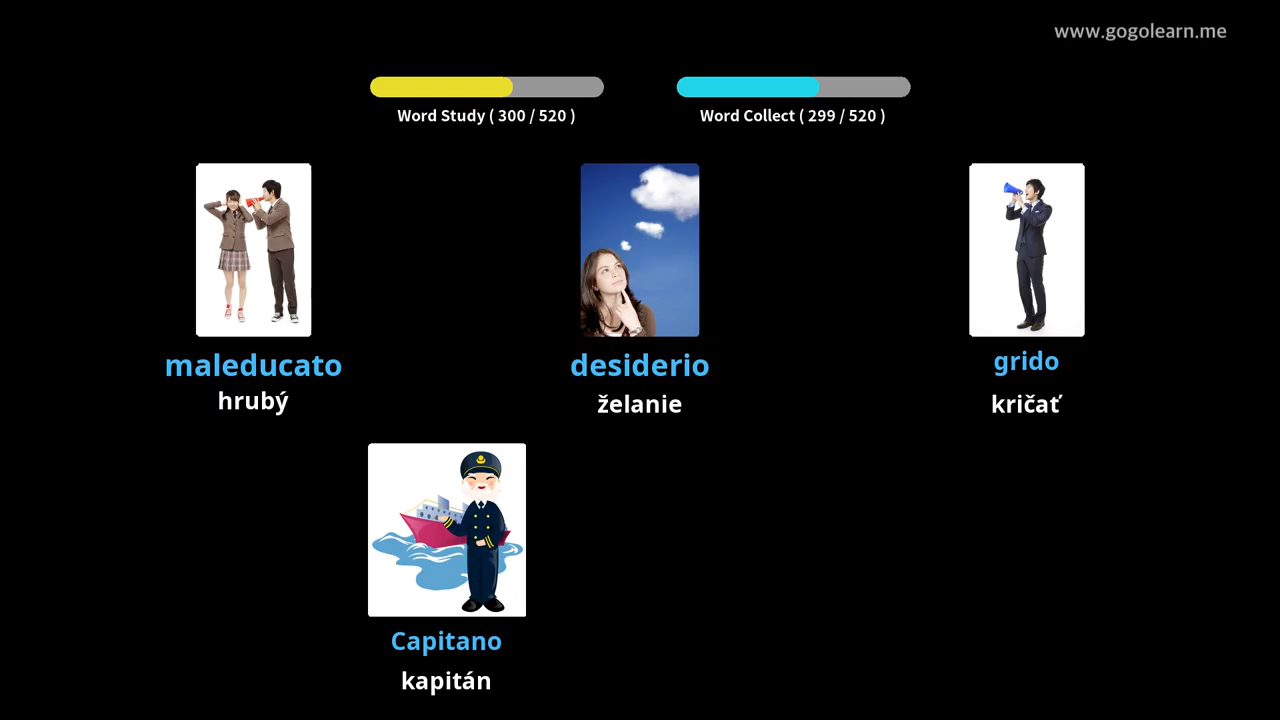 www.gogolearn.me
Word Study ( 300 / 520 )
Word Collect ( 299 / 520 )
maleducato
hrubý
desiderio
želanie
grido
kričať
Capitano
kapitán